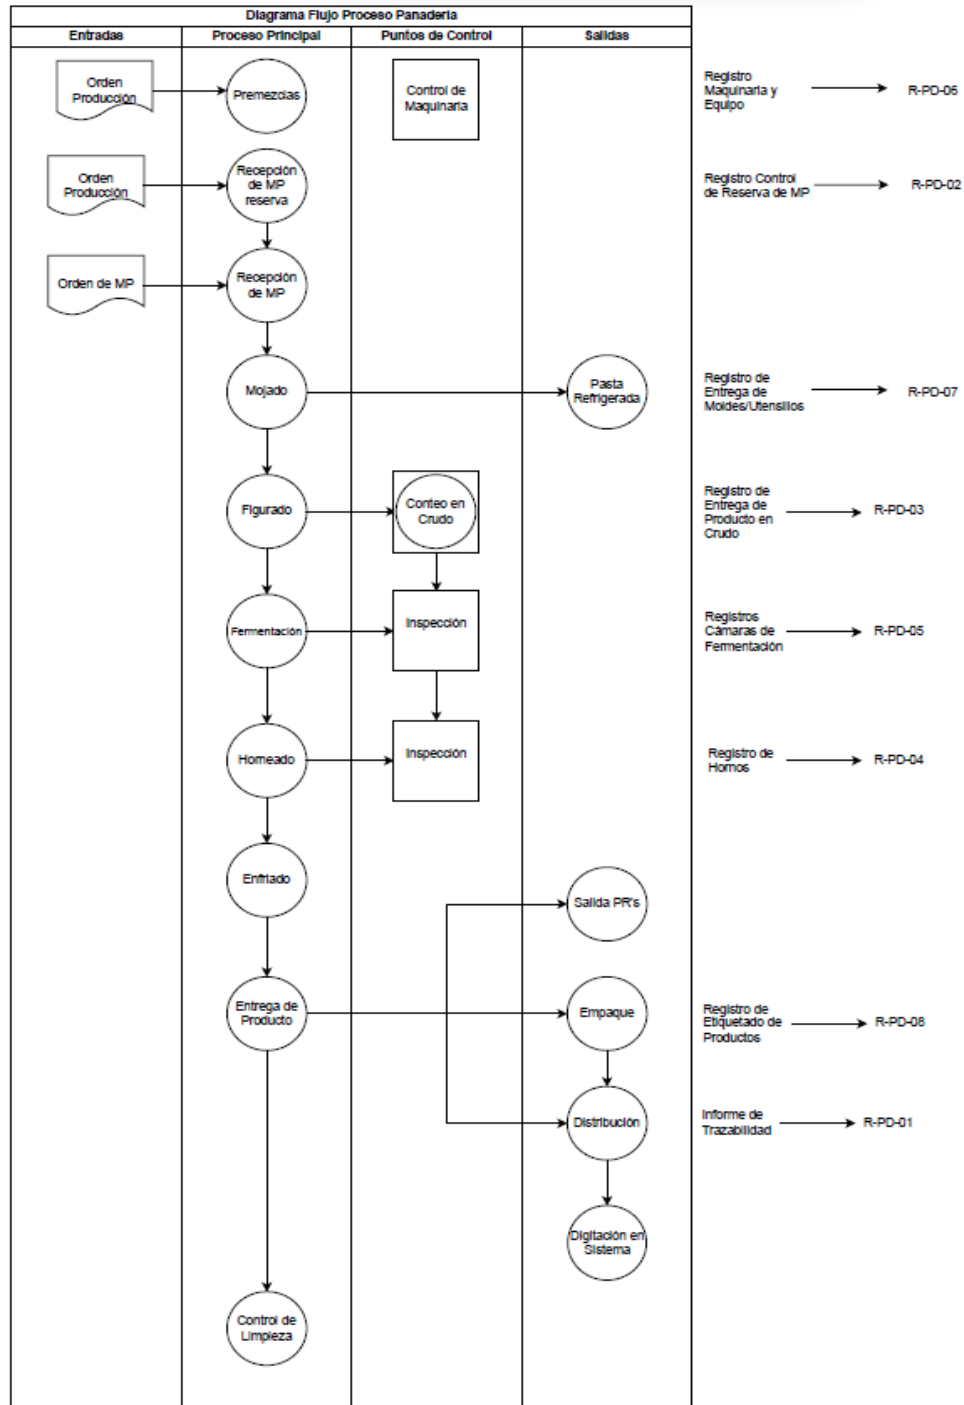 Diagrama Flujo Proceso Panadería
Entradas
Proceso Principal
Puntos de Control
Salidas
Orden
Producción
Premezclas
Control de
Maquinaria
Registro
Maquinaria y
Equipo
R-PD-06
Orden
Producción
Recepción
de MP
reserva
Registro Control
de Reserva de MP
R-PD-02
Orden de MP
Recepción
de MP
Mojado
Pasta
Refrigerada
Registro de
Entrega de
Moldes/Utensilios
R-PD-07
Figurado
Conteo en
Crudo
Registro de
Entrega de
Producto en
Crudo
R-PD-03
Fermentación
Inspección
Registros
Cámaras de
Fermentación
R-PD-05
Horneado
Inspección
Registro de
Hornos
R-PD-04
Enfriado
Salida PR's
Entrega de
Producto
Empaque
Registro de
Etiquetado de
Productos
R-PD-08
Distribución
Informe de
Trazabilidad
R-PD-01
Digitación en
Sistema
Control de
Limpieza